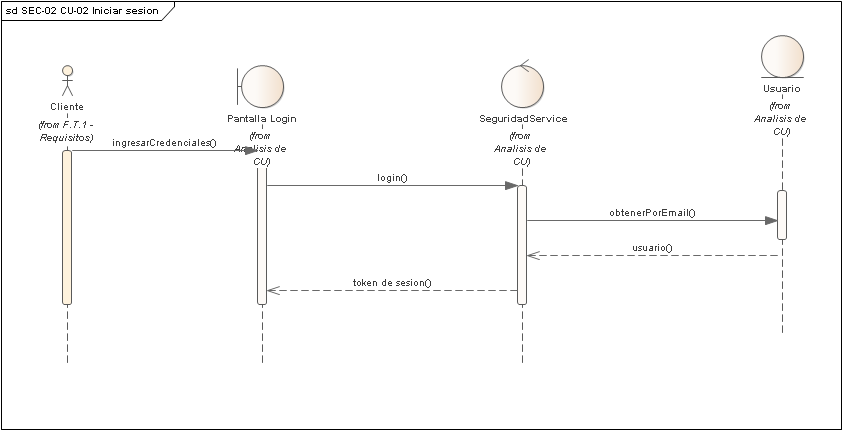 sd SEC-02 CU-02 Iniciar sesion
Cliente
(from F.T.1 -
Requisitos)
Pantalla Login
(from
Analisis de
CU)
SeguridadService
(from
Analisis de
CU)
Usuario
(from
Analisis de
CU)
ingresarCredenciales()
login()
obtenerPorEmail()
usuario()
token de sesion()